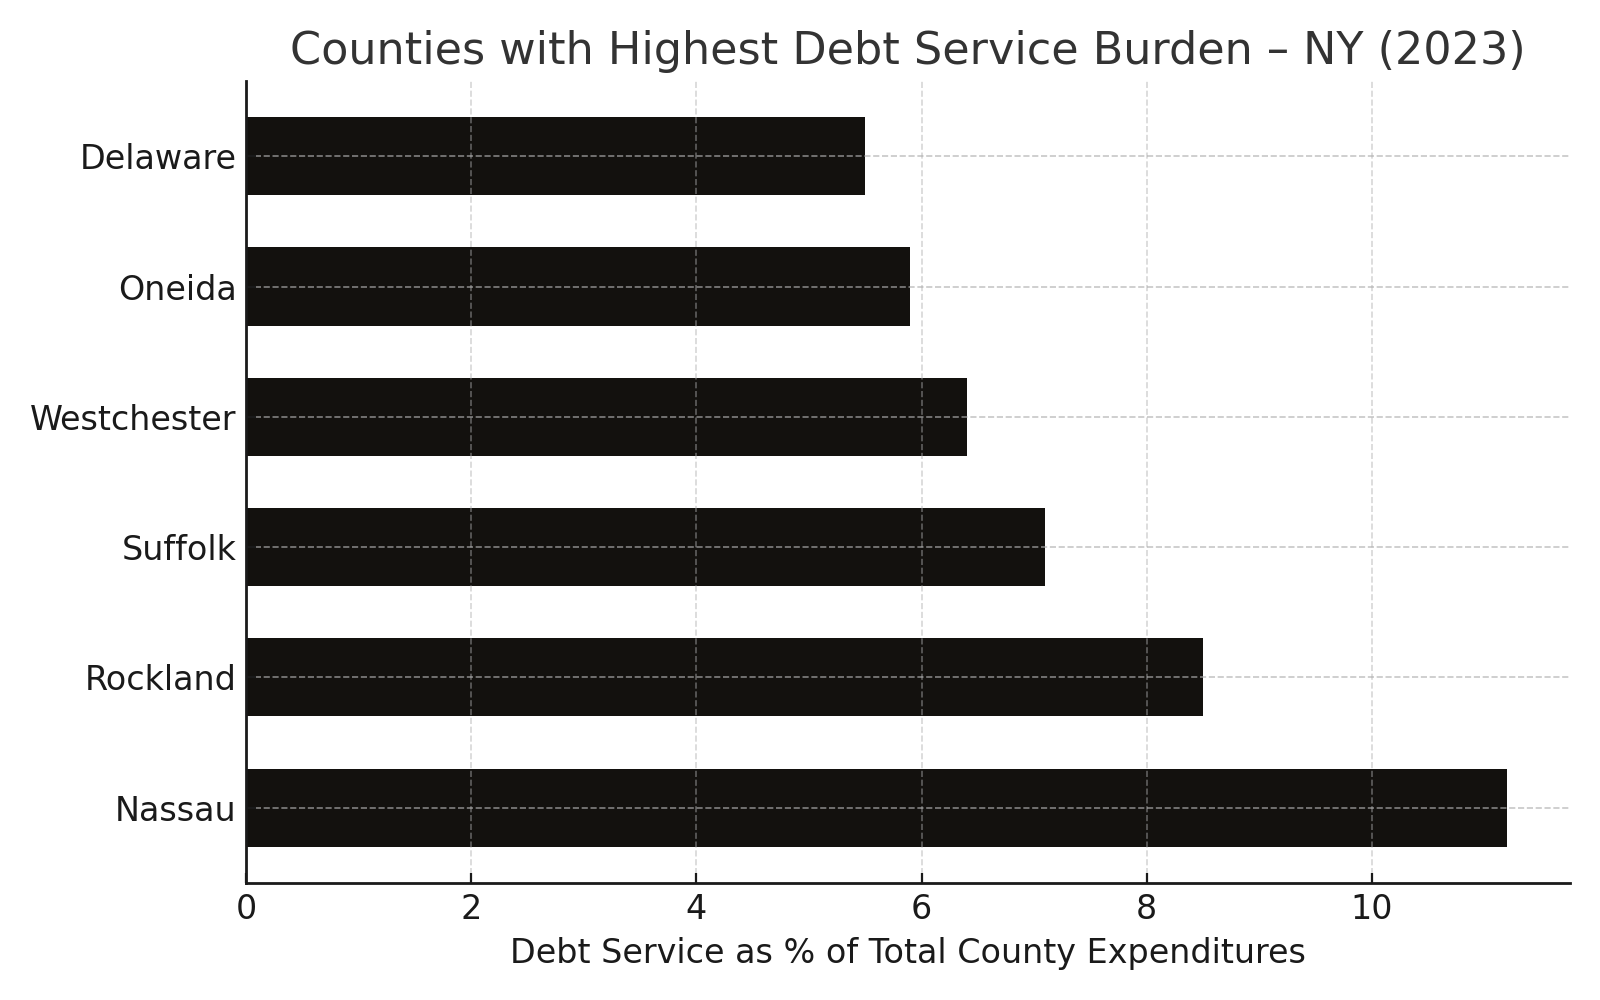 Counties with Highest Debt Service Burden – NY (2023)
Delaware
Oneida
Westchester
Suffolk
Rockland
Nassau
0 2 4 6 8 10
Debt Service as % of Total County Expenditures